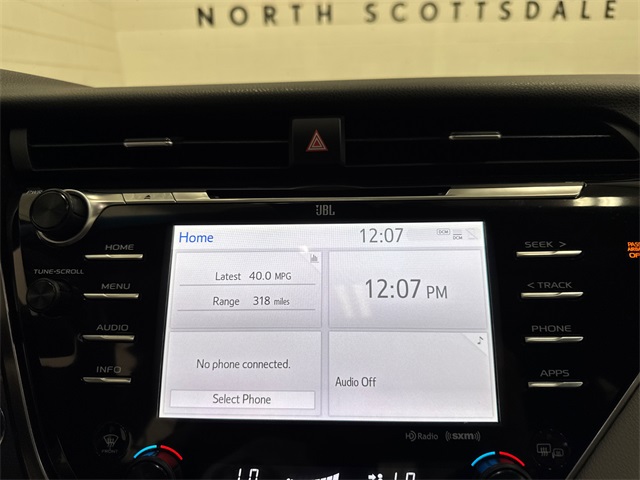 NORTH SCOTTSDALE
JBL
Home 12:07
HOME
TUNE·SCROLL
MENU
AUDIO
INFO
Latest 40.0 MPG
Range 318 miles
12:07 PM
No phone connected.
Select Phone
Audio Off
SEEK >
< TRACK
PHONE
APPS
HD Radio (((sxm)))